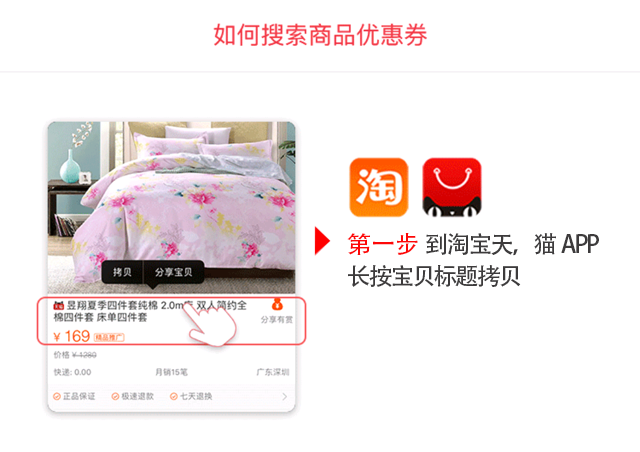 如何搜索商品优惠券
淘
第一步 到淘宝天，猫 APP
长按宝贝标题拷贝
拷贝 分享宝贝
昱翔夏季四件套纯棉 2.0m 双人简约全
棉四件套 床单四件套
分享有赏
¥ 169 精品推广
价格 ¥ 1280
快递: 0.00 月销15笔 广东深圳
正品保证 极速退款 七天退换